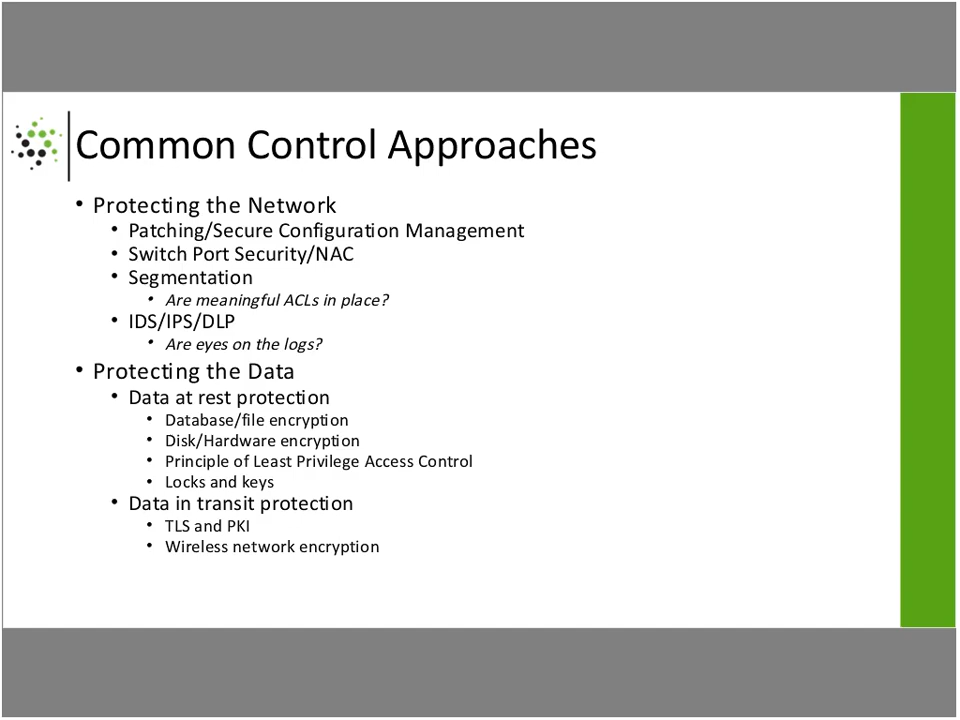 Common Control Approaches
• Protecting the Network
• Patching/Secure Configuration Management
• Switch Port Security/NAC
• Segmentation
• Are meaningful ACLs in place?
• IDS/IPS/DLP
• Are eyes on the logs?
• Protecting the Data
• Data at rest protection
• Database/file encryption
• Disk/Hardware encryption
• Principle of Least Privilege Access Control
• Locks and keys
• Data in transit protection
• TLS and PKI
• Wireless network encryption